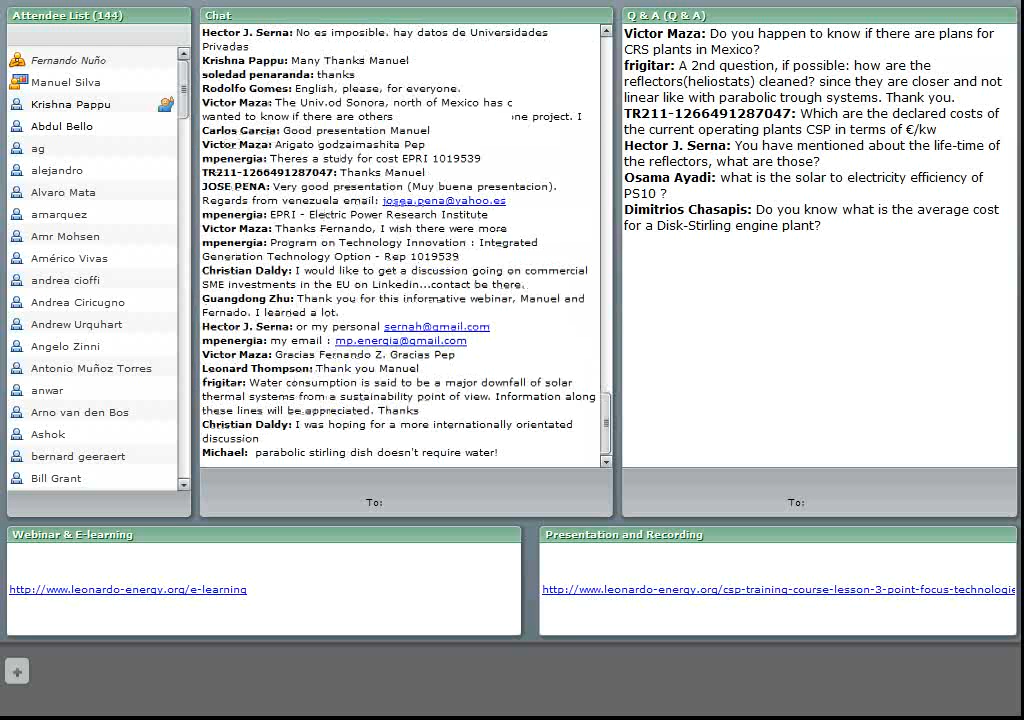 Attendee List (144)
Fernando Nuño
Manuel Silva
Krishna Pappu
Abdul Bello
ag
alejandro
Alvaro Mata
amarquez
Amr Mohsen
Américo Vivas
andrea cioffi
Andrea Ciricugno
Andrew Urquhart
Angelo Zinni
Antonio Muñoz Torres
anwar
Arno van den Bos
Ashok
bernard geeraert
Bill Grant
Chat
Hector J. Serna: No es imposible. hay datos de Universidades
Privadas
Krishna Pappu: Many Thanks Manuel
soledad penaranda: thanks
Rodolfo Gomes: English, please, for everyone.
Victor Maza: The Univ.od Sonora, north of Mexico has c
wanted to know if there are others one project. I
Carlos Garcia: Good presentation Manuel
Victor Maza: Arigato godzaimashita Pep
mpenergia: Theres a study for cost EPRI 1019539
TR211-1266491287047: Thanks Manuel
JOSE PENA: Very good presentation (Muy buena presentacion).
Regards from venezuela email: josea.pena@yahoo.es
mpenergia: EPRI - Electric Power Research Institute
Victor Maza: Thanks Fernando, I wish there were more
mpenergia: Program on Technology Innovation : Integrated
Generation Technology Option - Rep 1019539
Christian Daldy: I would like to get a discussion going on commercial
SME investments in the EU on Linkedin...contact be there.
Guangdong Zhu: Thank you for this informative webinar, Manuel and
Fernado. I learned a lot.
Hector J. Serna: or my personal sernah@gmail.com
mpenergia: my email : mp.energia@gmail.com
Victor Maza: Gracias Fernando Z. Gracias Pep
Leonard Thompson: Thank you Manuel
frigitar: Water consumption is said to be a major downfall of solar
thermal systems from a sustainability point of view. Information along
these lines will be appreciated. Thanks
Christian Daldy: I was hoping for a more internationally orientated
discussion
Michael: parabolic stirling dish doesn't require water!
To:
Q & A (Q & A)
Victor Maza: Do you happen to know if there are plans for
CRS plants in Mexico?
frigitar: A 2nd question, if possible: how are the
reflectors(heliostats) cleaned? since they are closer and not
linear like with parabolic trough systems. Thank you.
TR211-1266491287047: Which are the declared costs of
the current operating plants CSP in terms of €/kw
Hector J. Serna: You have mentioned about the life-time of
the reflectors, what are those?
Osama Ayadi: what is the solar to electricity efficiency of
PS10 ?
Dimitrios Chasapis: Do you know what is the average cost
for a Disk-Stirling engine plant?
To:
Webinar & E-learning
http://www.leonardo-energy.org/e-learning
Presentation and Recording
http://www.leonardo-energy.org/csp-training-course-lesson-3-point-focus-technologie